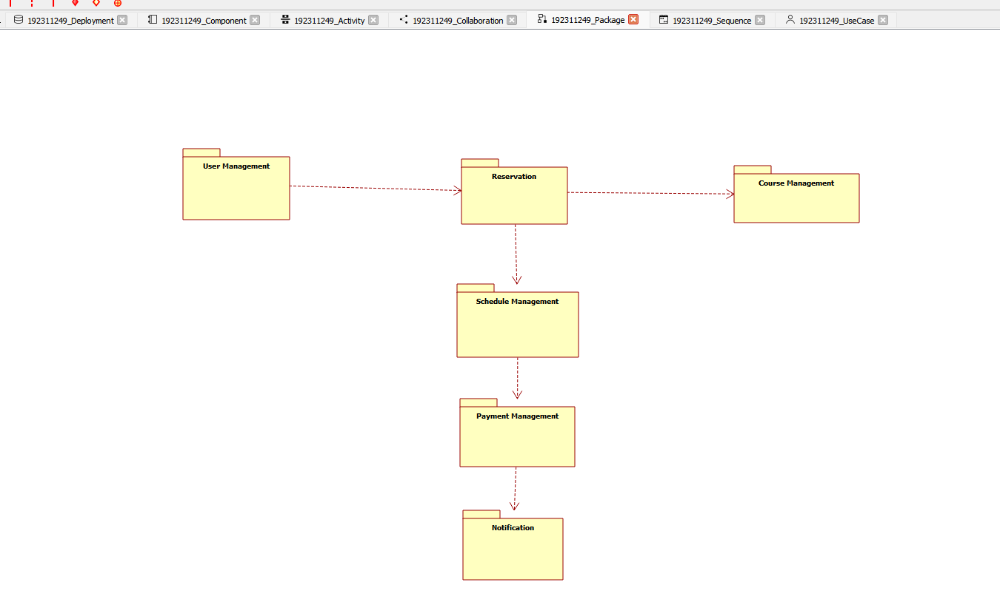 192311249_Deployment
192311249_Component
192311249_Activity
192311249_Collaboration
192311249_Package
192311249_Sequence
192311249_UseCase
User Management
Reservation
Course Management
Schedule Management
Payment Management
Notification